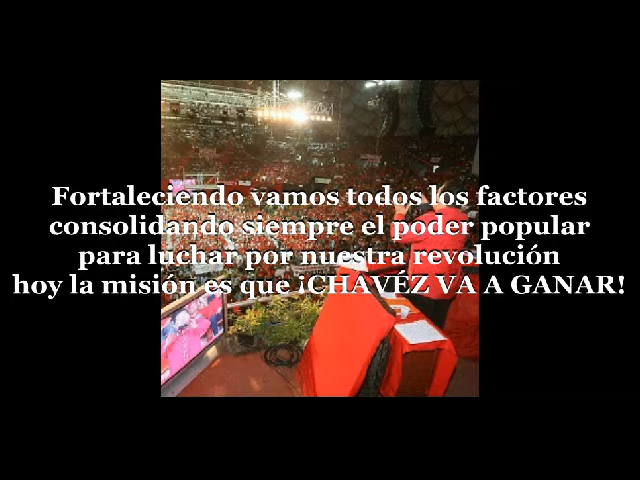 Fortaleciendo vamos todos los factores
consolidando siempre el poder popular
para luchar por nuestra revolución
hoy la misión es que ¡CHAVÉZ VA A GANAR!